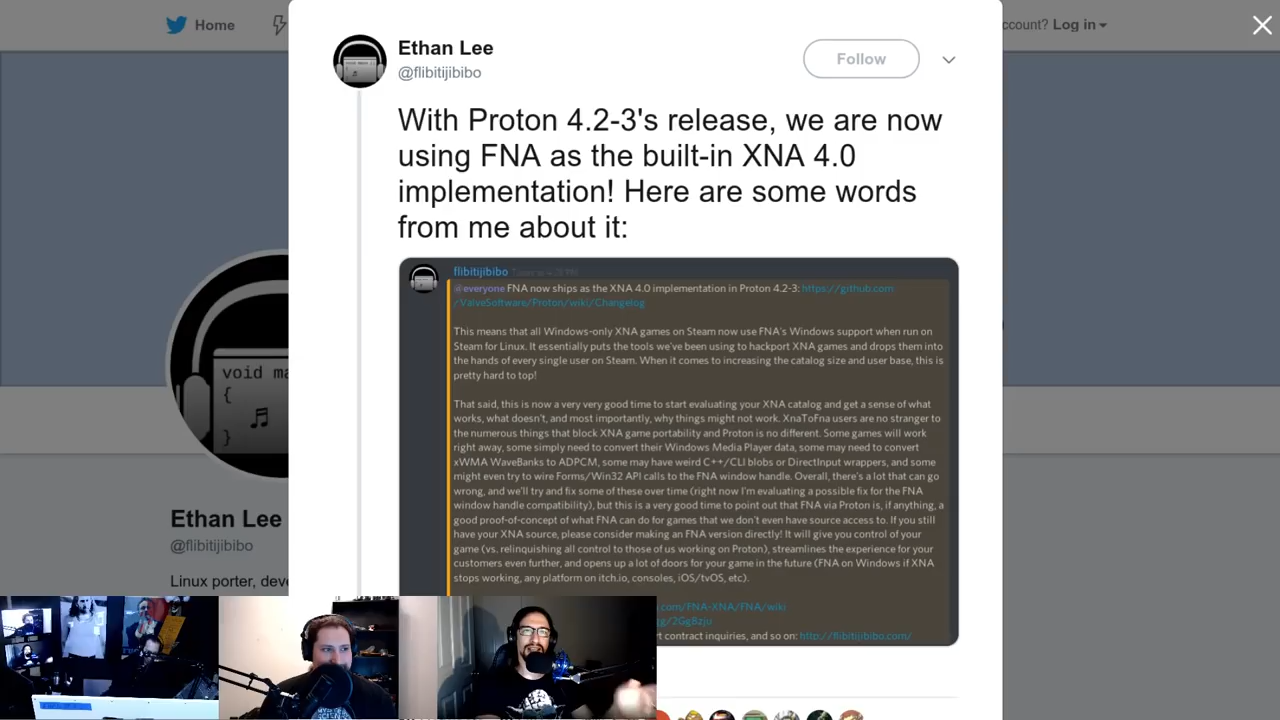 Home
ccount? Log in
Ethan Lee
@flibitijibibo
Follow
With Proton 4.2-3's release, we are now
using FNA as the built-in XNA 4.0
implementation! Here are some words
from me about it:
flibitijibibo
@everyone FNA now ships as the XNA 4.0 implementation in Proton 4.2-3: https://github.com
/ValveSoftware/Proton/wiki/Changelog
This means that all Windows-only XNA games on Steam now use FNA's Windows support when run on
Steam for Linux. It essentially puts the tools we've been using to hackport XNA games and drops them into
the hands of every single user on Steam. When it comes to increasing the catalog size and user base, this is
pretty hard to top!
That said, this is now a very very good time to start evaluating your XNA catalog and get a sense of what
works, what doesn't, and most importantly, why things might not work. XnaToFna users are no stranger to
the numerous things that block XNA game portability and Proton is no different. Some games will work
right away, some simply need to convert their Windows Media Player data, some may need to convert
xWMA WaveBanks to ADPCM, some may have weird C++/CLI blobs or DirectInput wrappers, and some
might even try to wire Forms/Win32 API calls to the FNA window handle. Overall, there's a lot that can go
wrong, and we'll try and fix some of these over time (right now I'm evaluating a possible fix for the FNA
window handle compatibility), but this is a very good time to point out that FNA via Proton is, if anything, a
good proof-of-concept of what FNA can do for games that we don't even have source access to. If you still
have your XNA source, please consider making an FNA version directly! It will give you control of your
game (vs. relinquishing all control to those of us working on Proton), streamlines the experience for your
customers even further, and opens up a lot of doors for your game in the future (FNA on Windows if XNA
stops working, any platform on itch.io, consoles, iOS/tvOS, etc).
.com/FNA-XNA/FNA/wiki
gg/2GgBzju
rt contract inquiries, and so on: http://flibitijibibo.com/
void ma
{
}
Ethan Lee
@flibitijibibo
Linux porter, deve